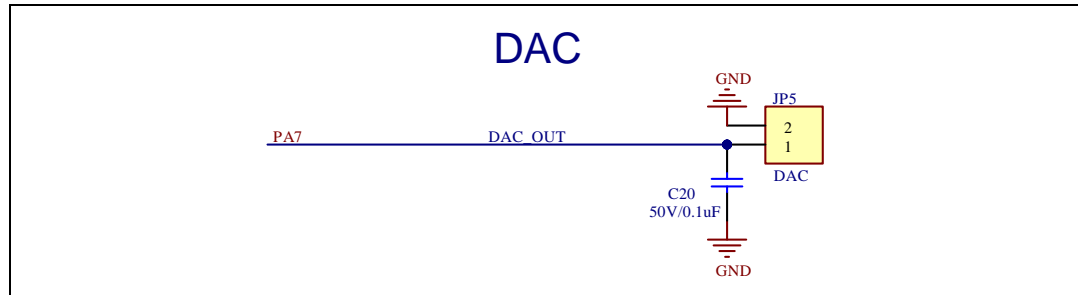 DAC
GND
JP5
2
PA7
DAC_OUT
1
DAC
C20
50V/0.1uF
GND